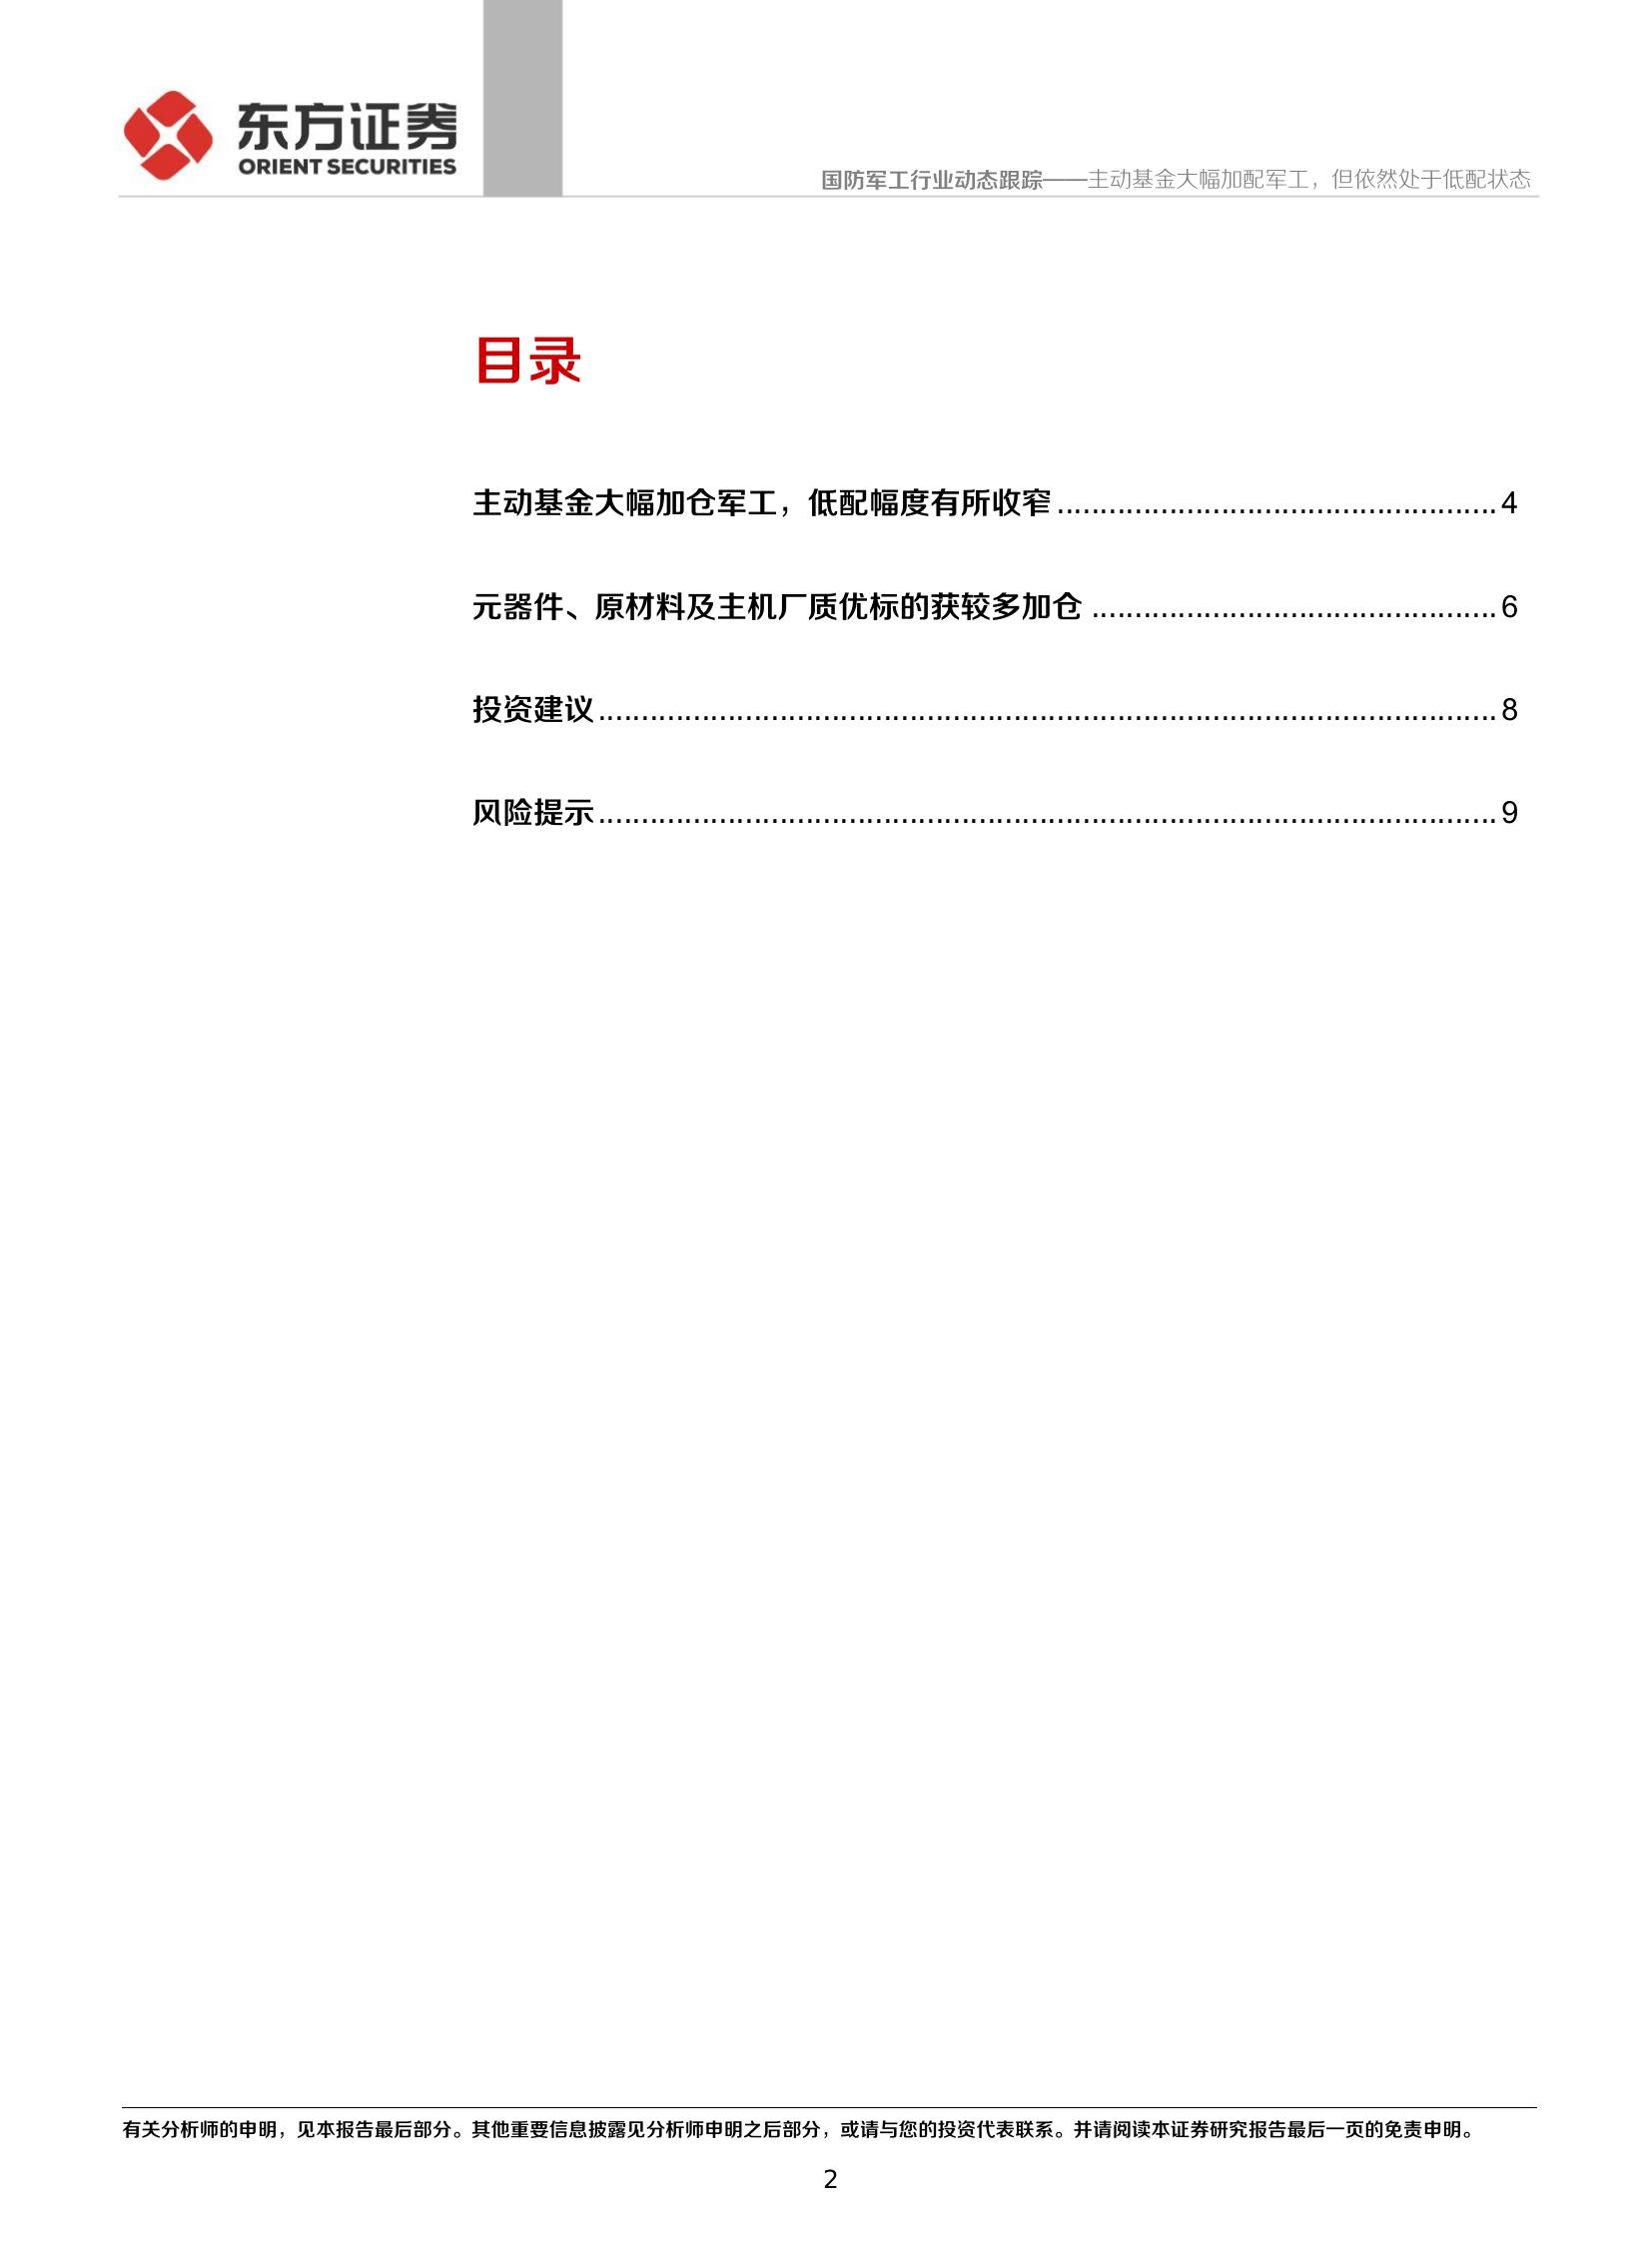 东方证券
ORIENT SECURITIES
国防军工行业动态跟踪——主动基金大幅加配军工，但依然处于低配状态
目录
主动基金大幅加仓军工，低配幅度有所收窄 ................................................... 4
元器件、原材料及主机厂质优标的获较多加仓 ............................................... 6
投资建议 ........................................................................................................ 8
风险提示 ........................................................................................................ 9
有关分析师的申明，见本报告最后部分。其他重要信息披露见分析师申明之后部分，或请与您的投资代表联系。并请阅读本证券研究报告最后一页的免责申明。
2